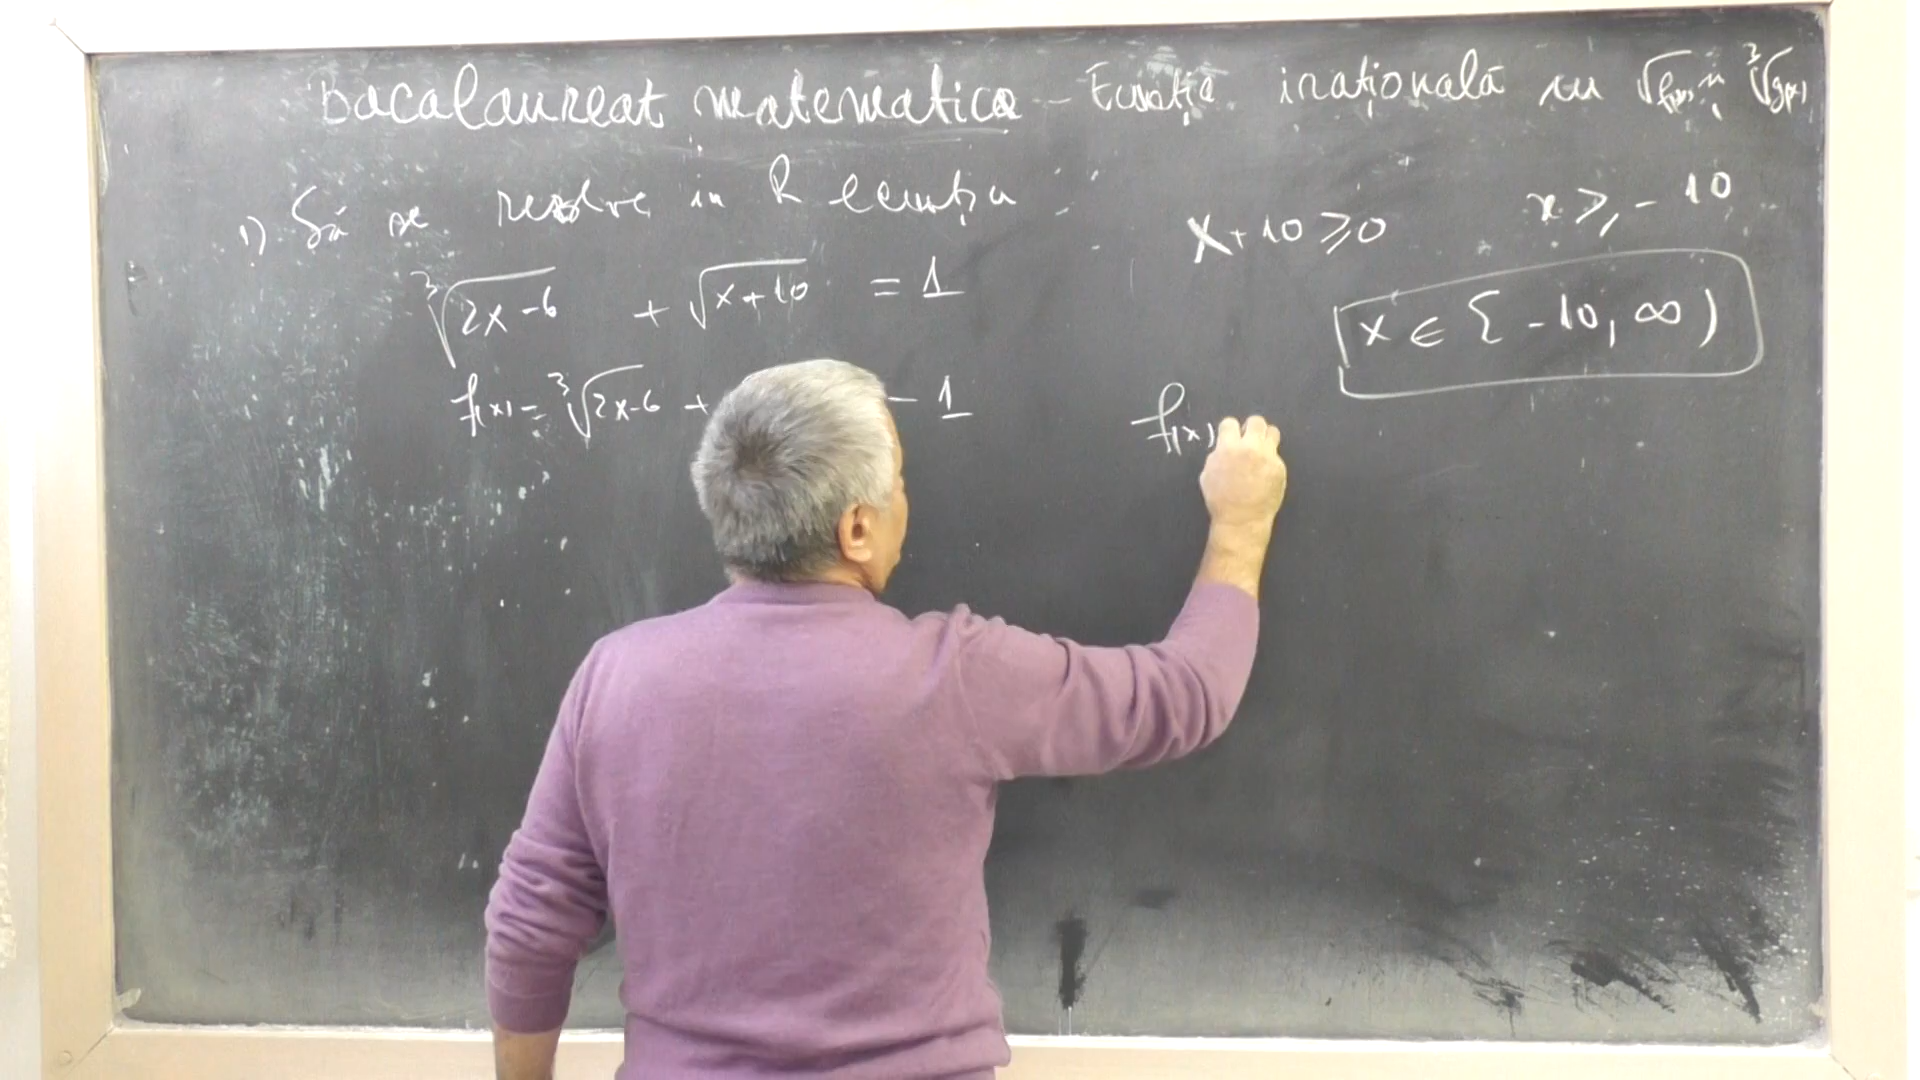 Bacalaureat matematica - Ecuație irațională cu √f(x) și ∛g(x)
1) Să se rezolve in R ecuația
∛(2x-6) + √(x+10) = 1
f(x) = ∛(2x-6) + - 1
x+10 ⩾ 0
x ⩾ -10
x ∈ [-10, ∞)
f(x)